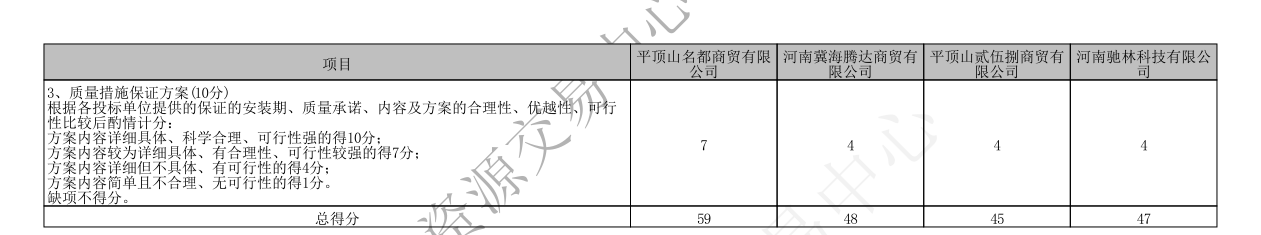 项目
平顶山名都商贸有限
公司
河南冀海腾达商贸有
限公司
平顶山贰伍捌商贸有
限公司
河南驰林科技有限公
司
3、质量措施保证方案(10分)
根据各投标单位提供的保证的安装期、质量承诺、内容及方案的合理性、优越性、可行
性比较后酌情计分:
方案内容详细具体、科学合理、可行性强的得10分;
方案内容较为详细具体、有合理性、可行性较强的得7分;
方案内容详细但不具体、有可行性的得4分;
方案内容简单且不合理、无可行性的得1分。
缺项不得分。
7
4
4
4
总得分
59
48
45
47
资源交易中心
易中心